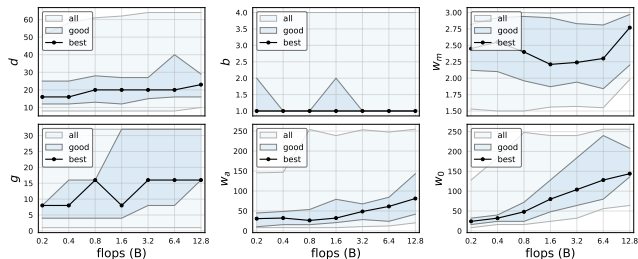 60
50
40
30
20
10
d
all
good
best
4.0
3.5
3.0
2.5
2.0
1.5
1.0
b
all
good
best
3.00
2.75
2.50
2.25
2.00
1.75
1.50
w_m
all
good
best
30
25
20
15
10
5
g
all
good
best
0.2 0.4 0.8 1.6 3.2 6.4 12.8
flops (B)
250
200
150
100
50
0
w_a
all
good
best
0.2 0.4 0.8 1.6 3.2 6.4 12.8
flops (B)
250
200
150
100
50
0
w_0
all
good
best
0.2 0.4 0.8 1.6 3.2 6.4 12.8
flops (B)